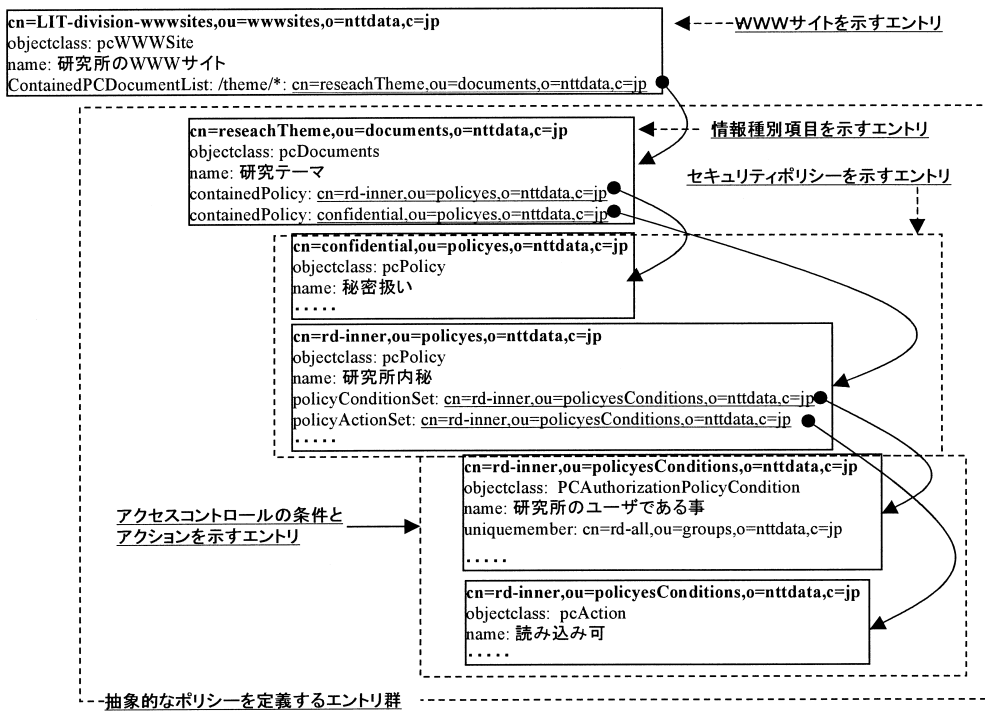 cn=LIT-division-wwwsites,ou=wwwsites,o=nttdata,c=jp
objectclass: pcWWWSite
name: 研究所のWWWサイト
ContainedPCDocumentList: /theme/*: cn=reseachTheme,ou=documents,o=nttdata,c=jp
WWWサイトを示すエントリ
cn=reseachTheme,ou=documents,o=nttdata,c=jp
objectclass: pcDocuments
name: 研究テーマ
containedPolicy: cn=rd-inner,ou=policyes,o=nttdata,c=jp
containedPolicy: confidential,ou=policyes,o=nttdata,c=jp
情報種別項目を示すエントリ
セキュリティポリシーを示すエントリ
cn=confidential,ou=policyes,o=nttdata,c=jp
objectclass: pcPolicy
name: 秘密扱い
.....
cn=rd-inner,ou=policyes,o=nttdata,c=jp
objectclass: pcPolicy
name: 研究所内秘
policyConditionSet: cn=rd-inner,ou=policyesConditions,o=nttdata,c=jp
policyActionSet: cn=rd-inner,ou=policyesConditions,o=nttdata,c=jp
.....
cn=rd-inner,ou=policyesConditions,o=nttdata,c=jp
objectclass: PCAuthorizationPolicyCondition
name: 研究所のユーザである事
uniquemember: cn=rd-all,ou=groups,o=nttdata,c=jp
.....
アクセスコントロールの条件と
アクションを示すエントリ
cn=rd-inner,ou=policyesConditions,o=nttdata,c=jp
objectclass: pcAction
name: 読み込み可
.....
抽象的なポリシーを定義するエントリ群